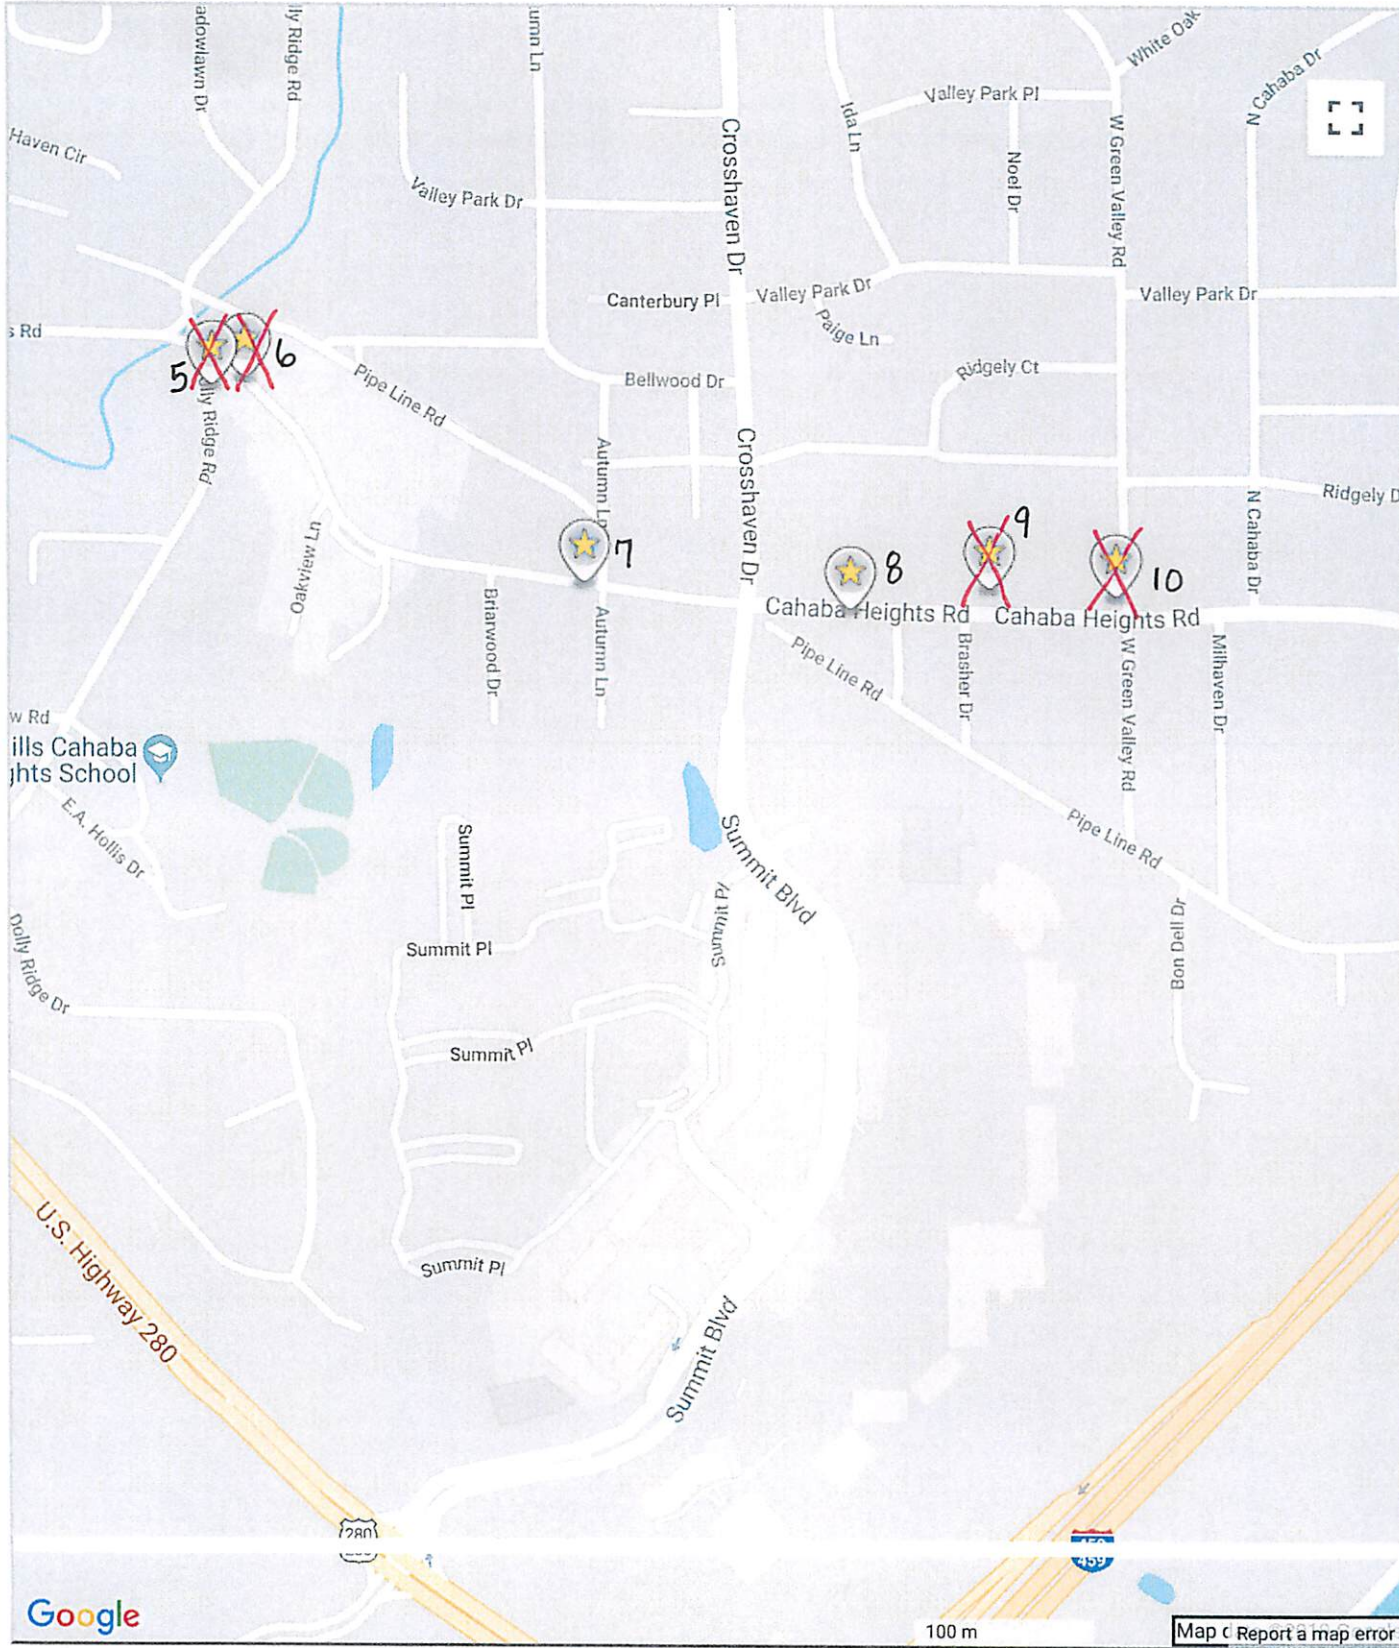 adowlawn Dr
lly Ridge Rd
umn Ln
White Oak
N Cahaba Dr
Haven Cir
Valley Park Pl
Ida Ln
Crosshaven Dr
Noel Dr
W Green Valley Rd
Valley Park Dr
Canterbury Pl
Valley Park Dr
Valley Park Dr
s Rd
Paige Ln
5
6
Pipe Line Rd
Bellwood Dr
Ridgely Ct
olly Ridge Rd
Autumn Ln
Crosshaven Dr
Ridgely D
N Cahaba Dr
Oakview Ln
7
8
9
10
Cahaba Heights Rd
Cahaba Heights Rd
Briarwood Dr
Autumn Ln
Pipe Line Rd
Brasher Dr
W Green Valley Rd
Milhaven Dr
w Rd
ills Cahaba
ghts School
E.A. Hollis Dr
Summit Pl
Summit Blvd
Pipe Line Rd
Summit Pl
Dolly Ridge Dr
Summit Pl
Bon Dell Dr
Summit Pl
U.S. Highway 280
Summit Pl
Summit Blvd
280
459
Google
100 m
Map d
Report a map error